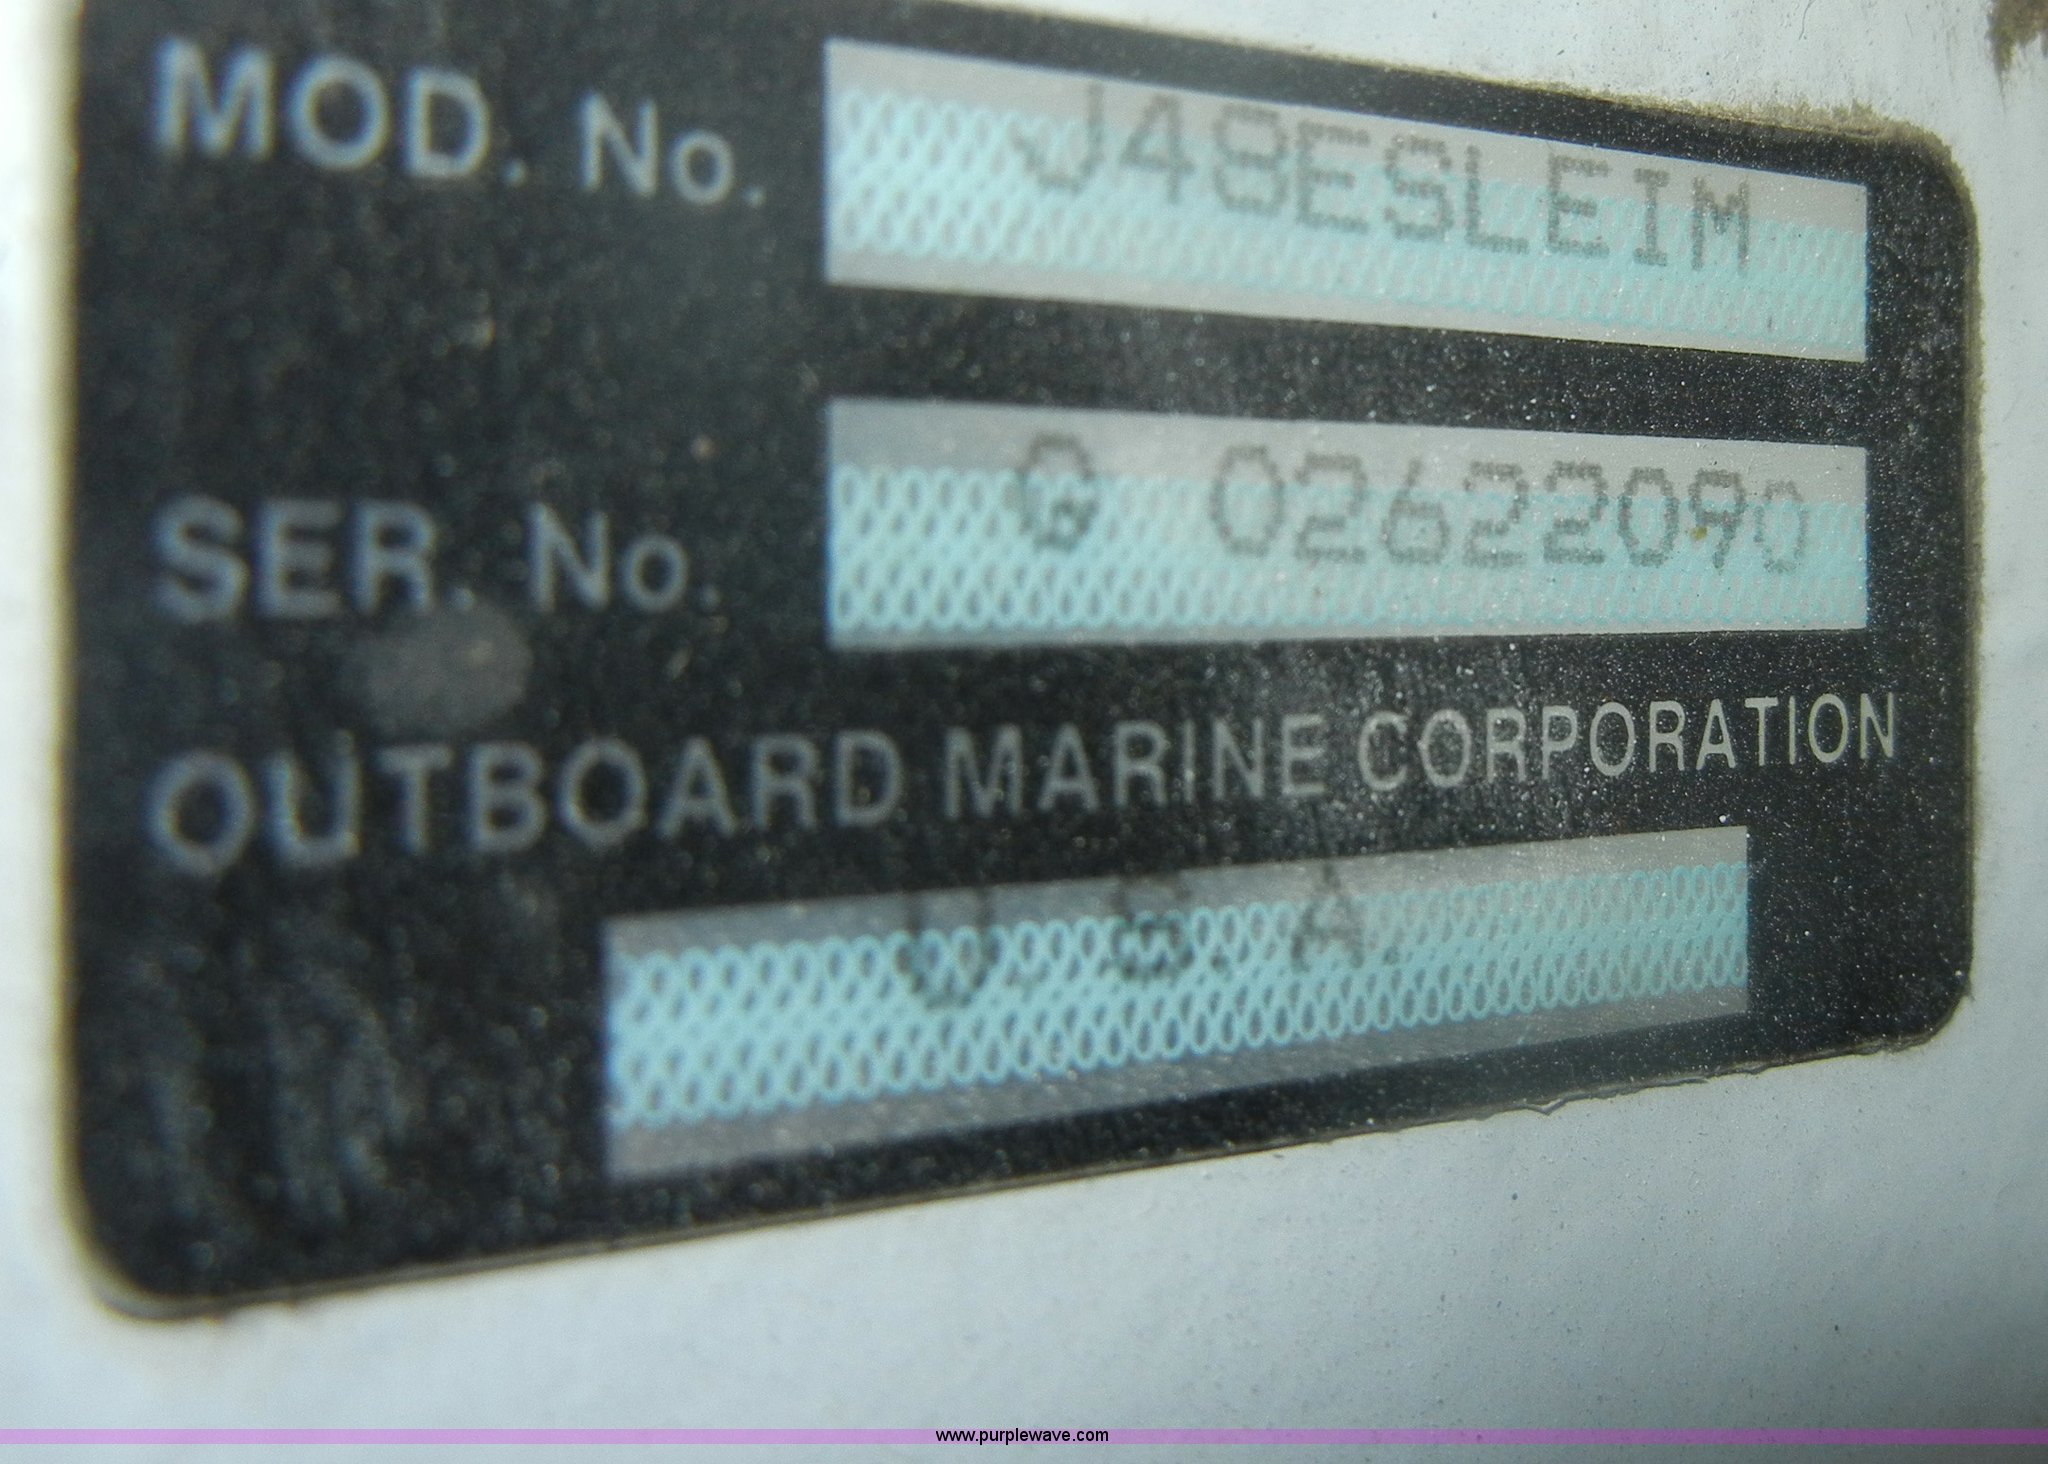 MOD. No. J48ESLEIM
SER. No. G 02622090
OUTBOARD MARINE CORPORATION
U.S.A.
www.purplewave.com